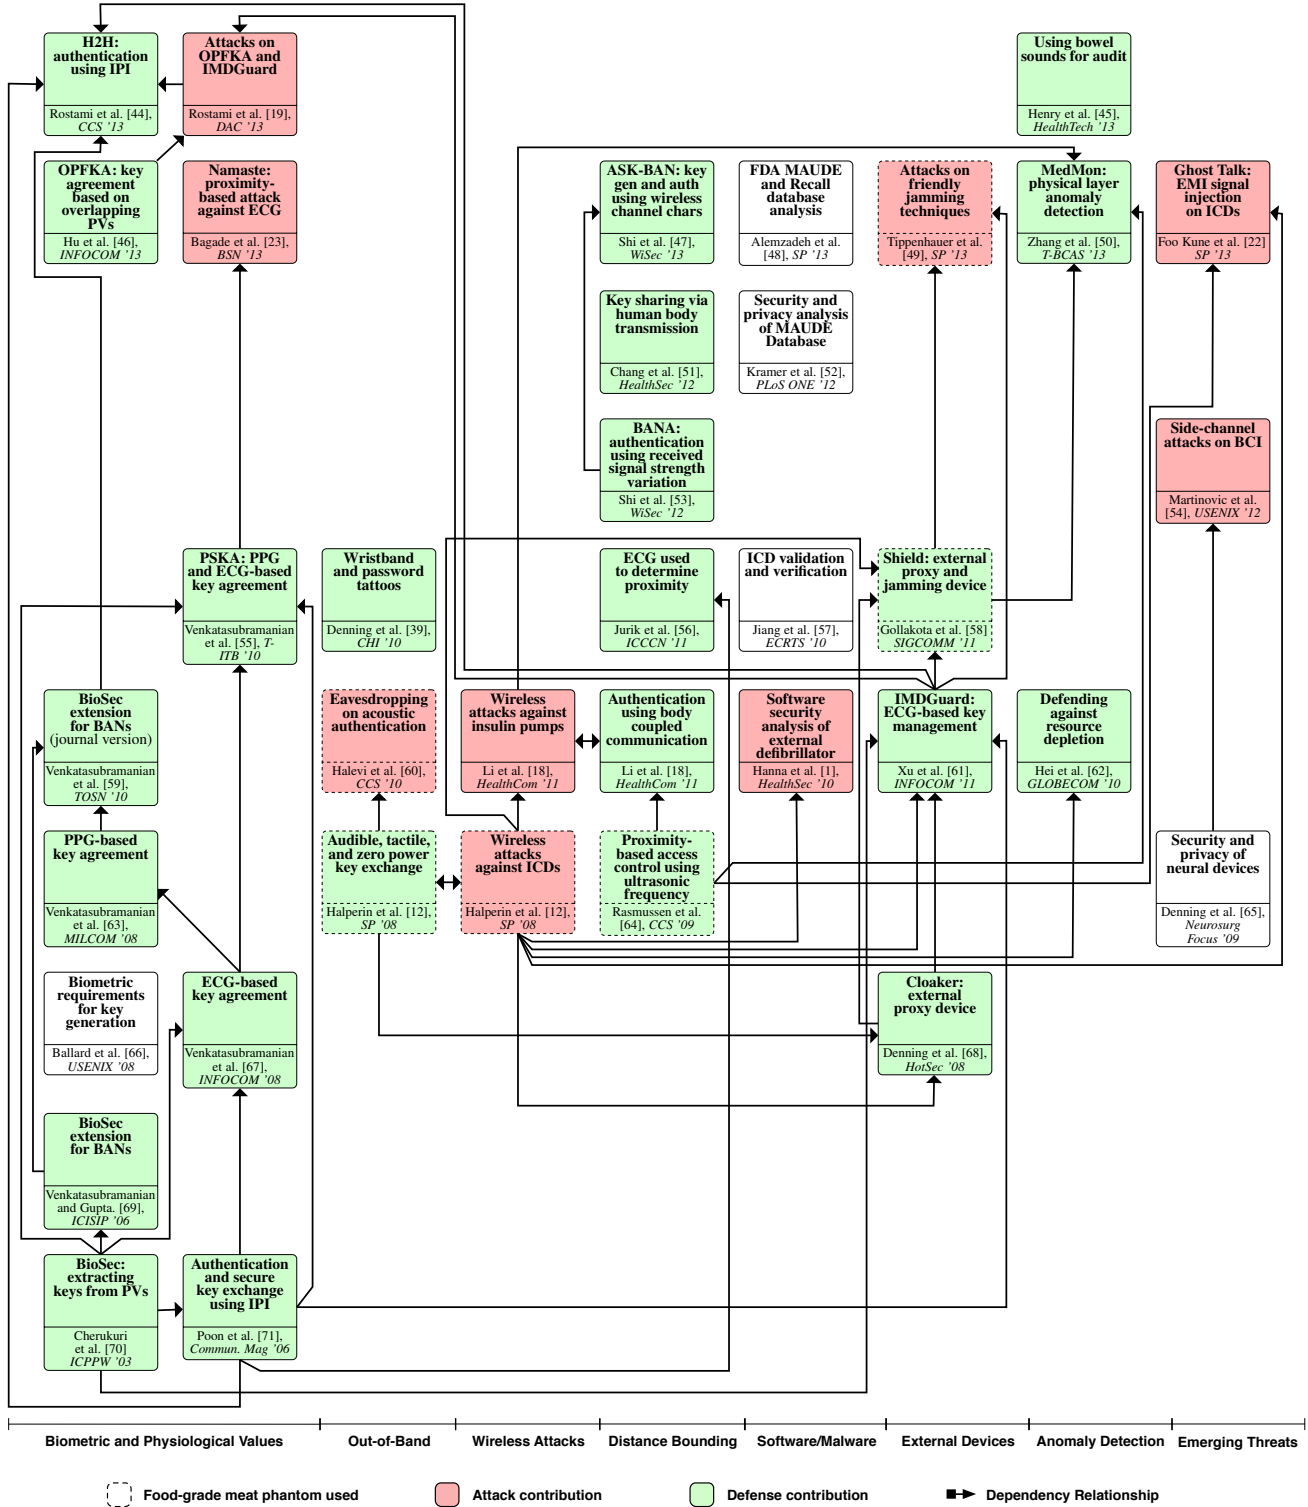 H2H:
authentication
using IPI
Rostami et al. [44],
CCS '13
Attacks on
OPFKA and
IMDGuard
Rostami et al. [19],
DAC '13
Using bowel
sounds for audit
Henry et al. [45],
HealthTech '13
OPFKA: key
agreement
based on
overlapping
PVs
Hu et al. [46],
INFOCOM '13
Namaste:
proximity-
based attack
against ECG
Bagade et al. [23],
BSN '13
ASK-BAN: key
gen and auth
using wireless
channel chars
Shi et al. [47],
WiSec '13
FDA MAUDE
and Recall
database
analysis
Alemzadeh et al.
[48], SP '13
Attacks on
friendly
jamming
techniques
Tippenhauer et al.
[49], SP '13
MedMon:
physical layer
anomaly
detection
Zhang et al. [50],
T-BCAS '13
Ghost Talk:
EMI signal
injection
on ICDs
Foo Kune et al. [22]
SP '13
Key sharing via
human body
transmission
Chang et al. [51],
HealthSec '12
Security and
privacy analysis
of MAUDE
Database
Kramer et al. [52],
PLoS ONE '12
BANA:
authentication
using received
signal strength
variation
Shi et al. [53],
WiSec '12
Side-channel
attacks on BCI
Martinovic et al.
[54], USENIX '12
PSKA: PPG
and ECG-based
key agreement
Venkatasubramanian
et al. [55], T-
ITB '10
Wristband
and password
tattoos
Denning et al. [39],
CHI '10
ECG used
to determine
proximity
Jurik et al. [56],
ICCCN '11
ICD validation
and verification
Jiang et al. [57],
ECRTS '10
Shield: external
proxy and
jamming device
Gollakota et al. [58]
SIGCOMM '11
BioSec
extension
for BANs
(journal version)
Venkatasubramanian
et al. [59],
TOSN '10
Eavesdropping
on acoustic
authentication
Halevi et al. [60],
CCS '10
Wireless
attacks against
insulin pumps
Li et al. [18],
HealthCom '11
Authentication
using body
coupled
communication
Li et al. [18],
HealthCom '11
Software
security
analysis of
external
defibrillator
Hanna et al. [1],
HealthSec '10
IMDGuard:
ECG-based key
management
Xu et al. [61],
INFOCOM '11
Defending
against
resource
depletion
Hei et al. [62],
GLOBECOM '10
PPG-based
key agreement
Venkatasubramanian
et al. [63],
MILCOM '08
Audible, tactile,
and zero power
key exchange
Halperin et al. [12],
SP '08
Wireless
attacks
against ICDs
Halperin et al. [12],
SP '08
Proximity-
based access
control using
ultrasonic
frequency
Rasmussen et al.
[64], CCS '09
Security and
privacy of
neural devices
Denning et al. [65],
Neurosurg
Focus '09
Biometric
requirements
for key
generation
Ballard et al. [66],
USENIX '08
ECG-based
key agreement
Venkatasubramanian
et al. [67],
INFOCOM '08
Cloaker:
external
proxy device
Denning et al. [68],
HotSec '08
BioSec
extension
for BANs
Venkatasubramanian
and Gupta. [69],
ICISIP '06
BioSec:
extracting
keys from PVs
Cherukuri
et al. [70]
ICPPW '03
Authentication
and secure
key exchange
using IPI
Poon et al. [71],
Commun. Mag '06
Biometric and Physiological Values
Out-of-Band
Wireless Attacks
Distance Bounding
Software/Malware
External Devices
Anomaly Detection
Emerging Threats
Food-grade meat phantom used
Attack contribution
Defense contribution
Dependency Relationship